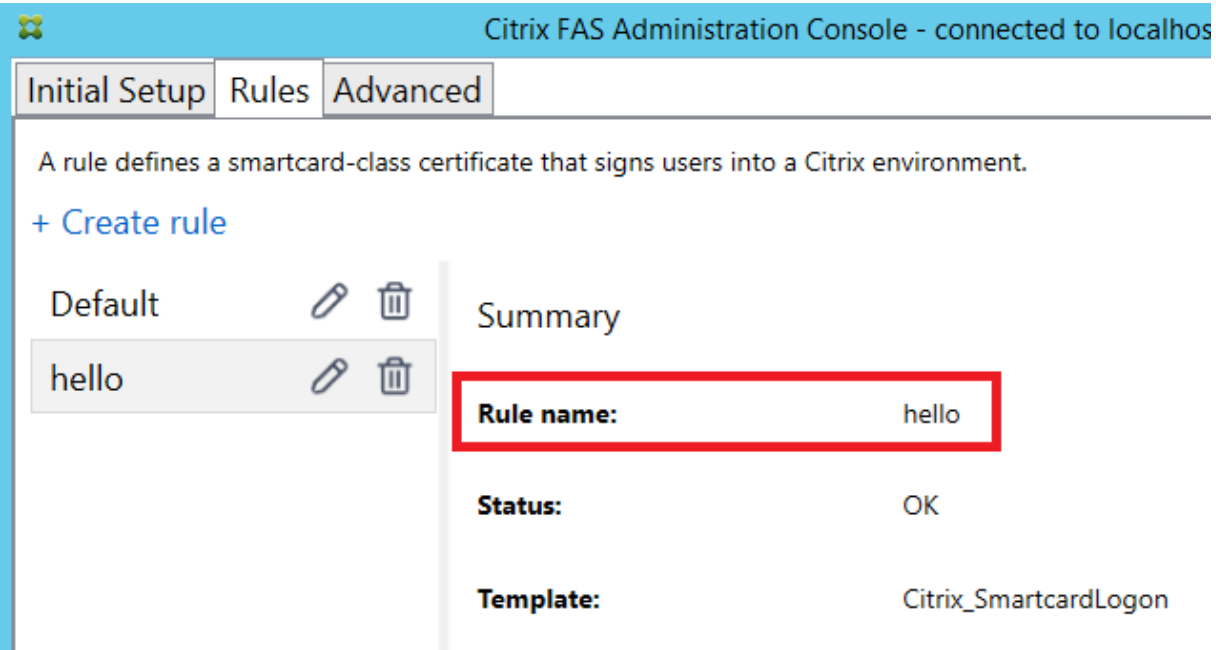 Citrix FAS Administration Console - connected to localhos
Initial Setup Rules Advanced
A rule defines a smartcard-class certificate that signs users into a Citrix environment.
+ Create rule
Default
hello
Summary
Rule name: hello
Status: OK
Template: Citrix_SmartcardLogon